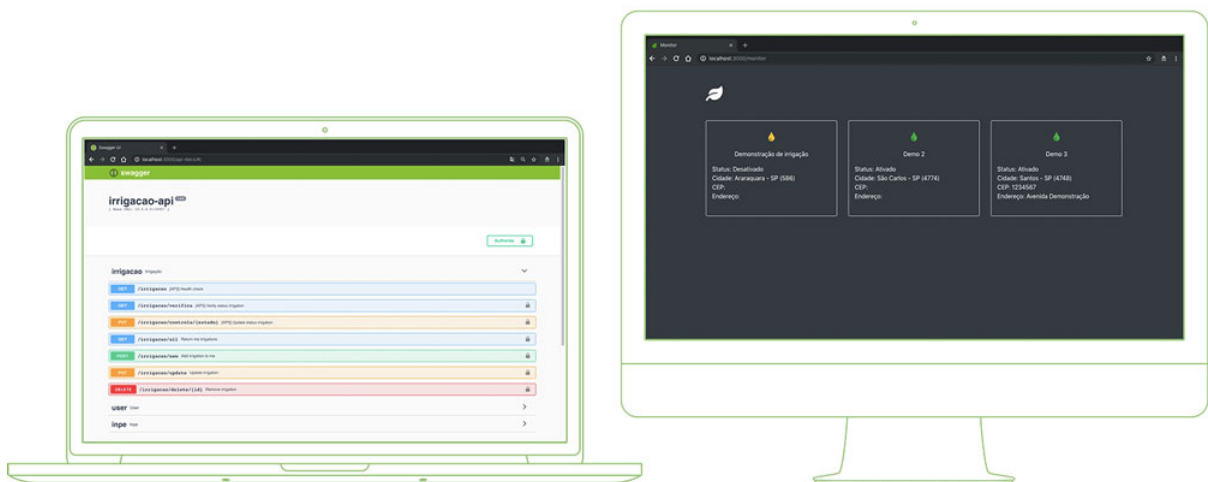 Swagger UI
localhost:3000/api-docs/#/
swagger
irrigacao-api
Authorize
irrigacao Irrigação
GET /irrigacao [API] Health check
GET /irrigacao/verifica [API] Verify status irrigation
PUT /irrigacao/controla/{estado} [API] Update status irrigation
GET /irrigacao/all Return me irrigations
POST /irrigacao/new Add irrigation to me
PUT /irrigacao/update Update irrigation
DELETE /irrigacao/delete/{id} Remove irrigation
user User
inpe Inpe
Monitor
localhost:3000/monitor
Demonstração de irrigação
Status: Desativado
Cidade: Araraquara - SP (586)
CEP:
Endereço:
Demo 2
Status: Ativado
Cidade: São Carlos - SP (4774)
CEP:
Endereço:
Demo 3
Status: Ativado
Cidade: Santos - SP (4748)
CEP: 1234567
Endereço: Avenida Demonstração